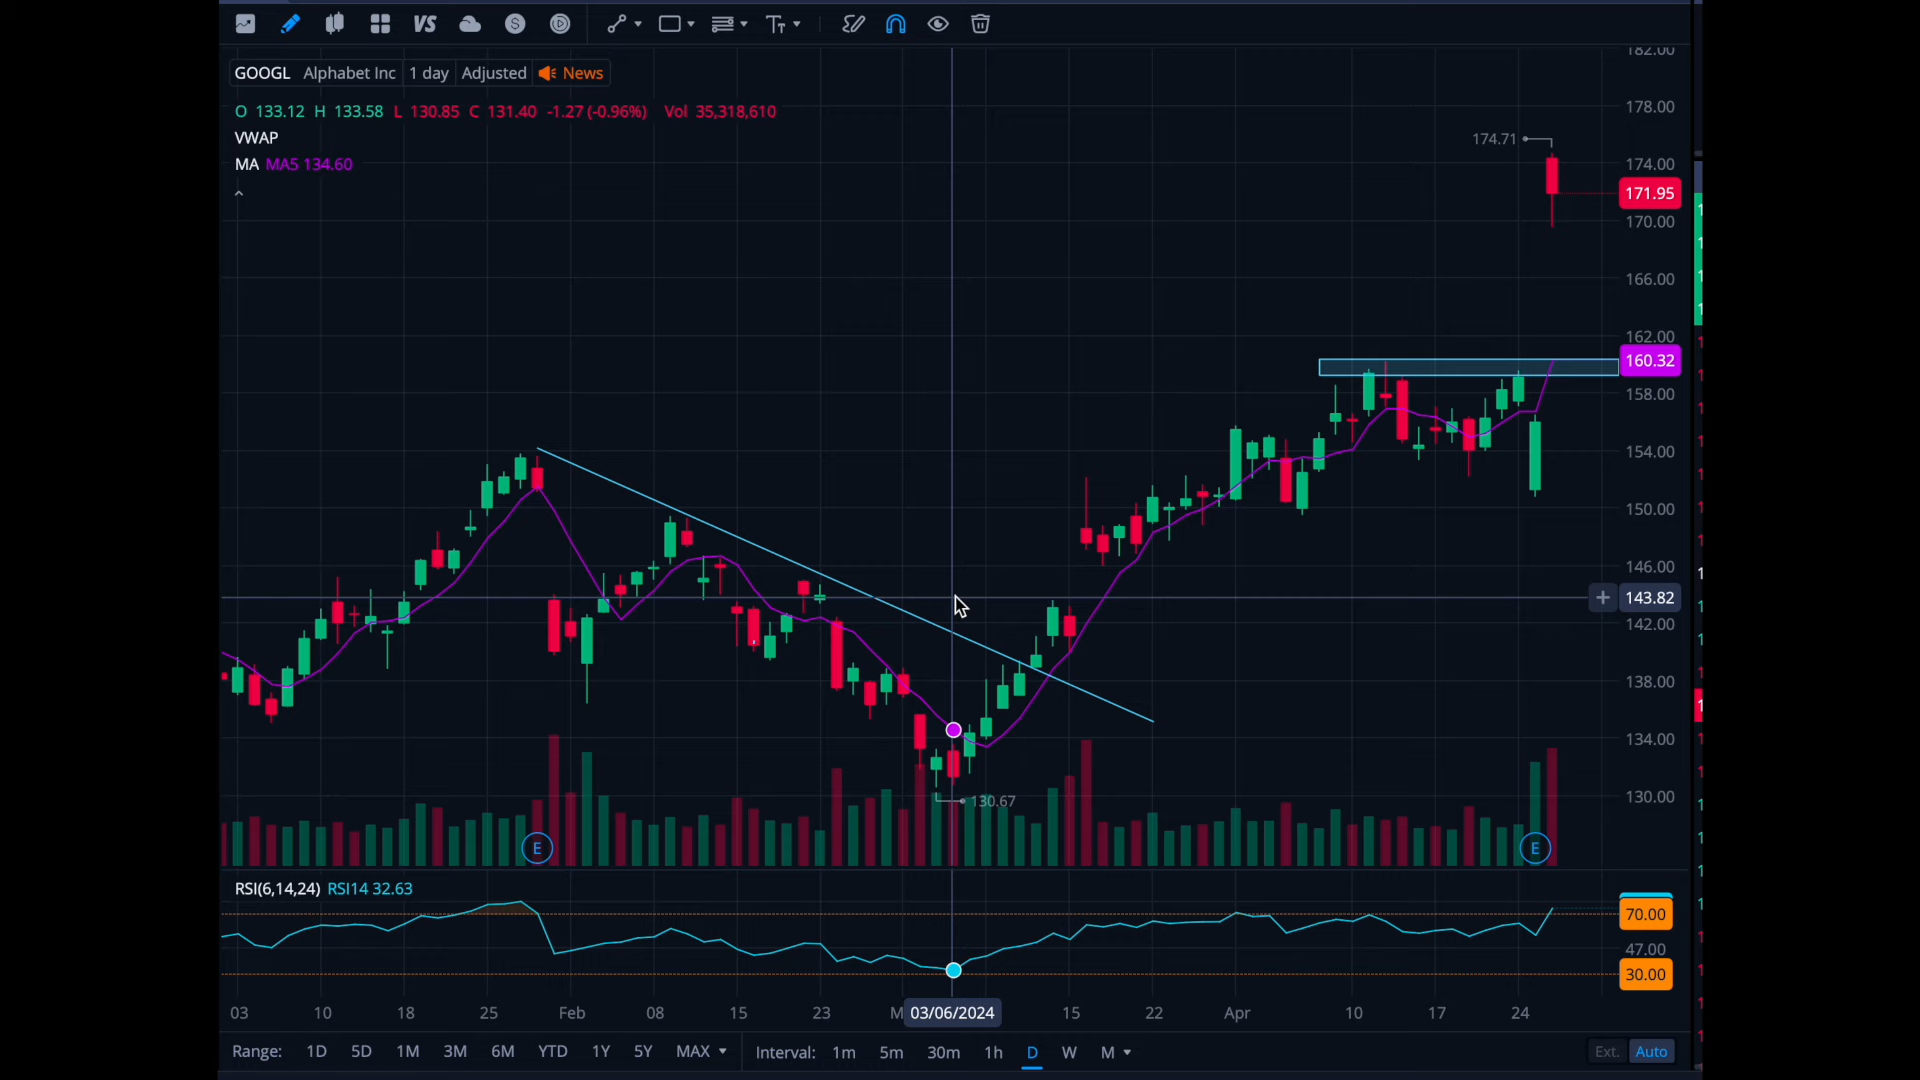 VS
S
Tт
GOOGL Alphabet Inc 1 day Adjusted News
O 133.12 H 133.58 L 130.85 C 131.40 -1.27 (-0.96%) Vol 35,318,610
VWAP
MA MA5 134.60
182.00
178.00
174.71
174.00
171.95
170.00
166.00
162.00
160.32
158.00
154.00
150.00
146.00
143.82
142.00
138.00
134.00
130.67
130.00
E
E
RSI(6,14,24) RSI14 32.63
70.00
47.00
30.00
03 10 18 25 Feb 08 15 23 M 03/06/2024 15 22 Apr 10 17 24
Range: 1D 5D 1M 3M 6M YTD 1Y 5Y MAX Interval: 1m 5m 30m 1h D W M Ext. Auto